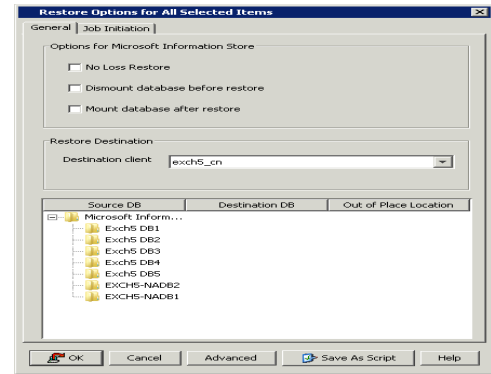 Restore Options for All Selected Items
General Job Initiation
Options for Microsoft Information Store
No Loss Restore
Dismount database before restore
Mount database after restore
Restore Destination
Destination client exch5_cn
Source DB Destination DB Out of Place Location
Microsoft Inform...
Exch5 DB1
Exch5 DB2
Exch5 DB3
Exch5 DB4
Exch5 DB5
EXCH5-NADB2
EXCH5-NADB1
OK Cancel Advanced Save As Script Help